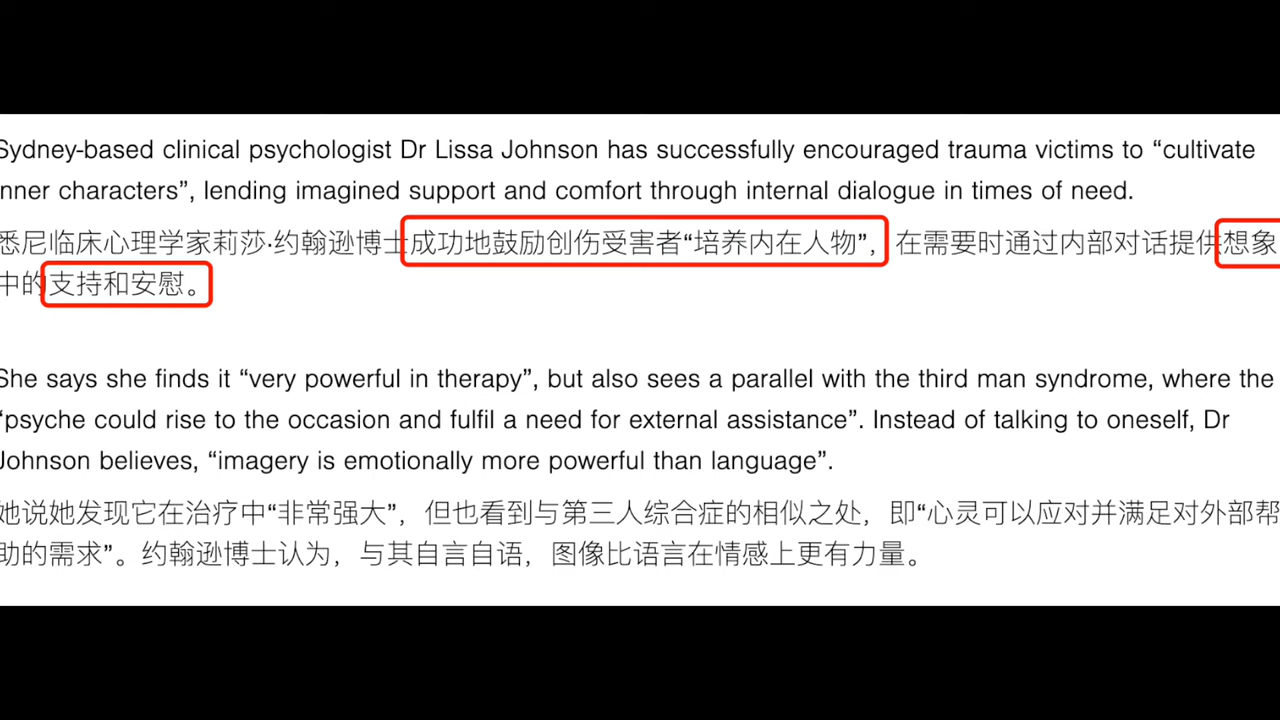 Sydney-based clinical psychologist Dr Lissa Johnson has successfully encouraged trauma victims to “cultivate
inner characters”, lending imagined support and comfort through internal dialogue in times of need.
悉尼临床心理学家莉莎·约翰逊博士成功地鼓励创伤受害者“培养内在人物”，在需要时通过内部对话提供想象
中的支持和安慰。
She says she finds it “very powerful in therapy”, but also sees a parallel with the third man syndrome, where the
“psyche could rise to the occasion and fulfil a need for external assistance”. Instead of talking to oneself, Dr
Johnson believes, “imagery is emotionally more powerful than language”.
她说她发现它在治疗中“非常强大”，但也看到与第三人综合症的相似之处，即“心灵可以应对并满足对外部帮
助的需求”。约翰逊博士认为，与其自言自语，图像比语言在情感上更有力量。